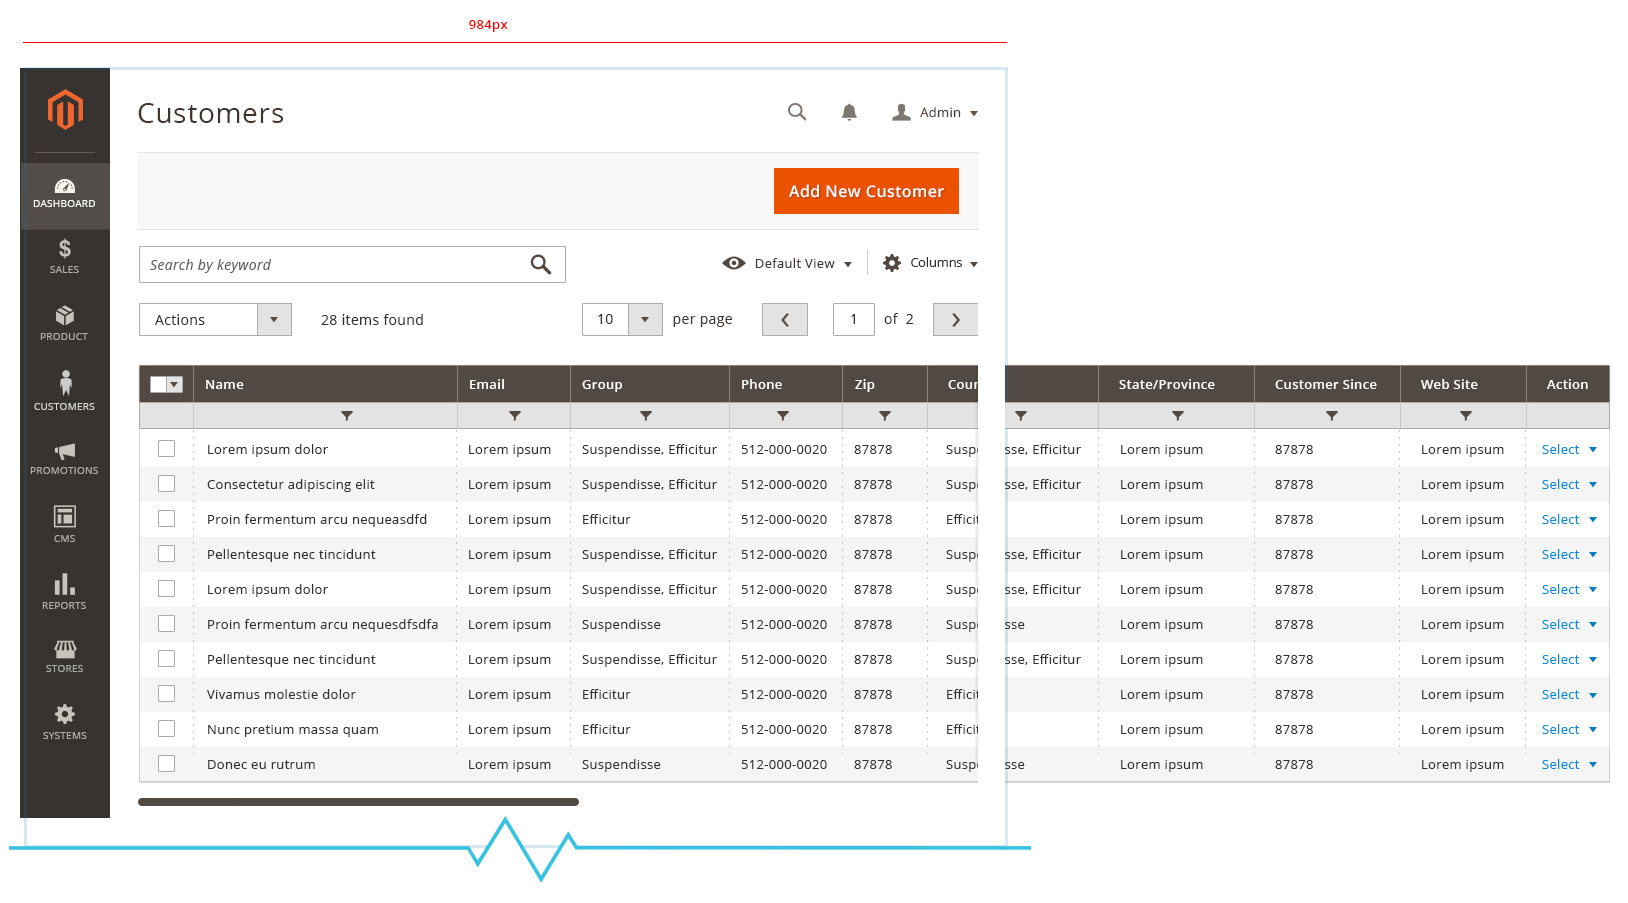 984px
Customers
Admin
DASHBOARD
Add New Customer
SALES
Search by keyword
Default View
Columns
Actions
28 items found
10
per page
1
of 2
PRODUCT
CUSTOMERS
PROMOTIONS
CMS
REPORTS
STORES
SYSTEMS
Name Email Group Phone Zip Coun State/Province Customer Since Web Site Action
Lorem ipsum dolor Lorem ipsum Suspendisse, Efficitur 512-000-0020 87878 Susp sse, Efficitur Lorem ipsum 87878 Lorem ipsum Select
Consectetur adipiscing elit Lorem ipsum Suspendisse, Efficitur 512-000-0020 87878 Susp sse, Efficitur Lorem ipsum 87878 Lorem ipsum Select
Proin fermentum arcu nequeasdfd Lorem ipsum Efficitur 512-000-0020 87878 Effici Lorem ipsum 87878 Lorem ipsum Select
Pellentesque nec tincidunt Lorem ipsum Suspendisse, Efficitur 512-000-0020 87878 Susp sse, Efficitur Lorem ipsum 87878 Lorem ipsum Select
Lorem ipsum dolor Lorem ipsum Suspendisse, Efficitur 512-000-0020 87878 Susp sse, Efficitur Lorem ipsum 87878 Lorem ipsum Select
Proin fermentum arcu nequesdfsdfa Lorem ipsum Suspendisse 512-000-0020 87878 Susp sse Lorem ipsum 87878 Lorem ipsum Select
Pellentesque nec tincidunt Lorem ipsum Suspendisse, Efficitur 512-000-0020 87878 Susp sse, Efficitur Lorem ipsum 87878 Lorem ipsum Select
Vivamus molestie dolor Lorem ipsum Efficitur 512-000-0020 87878 Effici Lorem ipsum 87878 Lorem ipsum Select
Nunc pretium massa quam Lorem ipsum Efficitur 512-000-0020 87878 Effici Lorem ipsum 87878 Lorem ipsum Select
Donec eu rutrum Lorem ipsum Suspendisse 512-000-0020 87878 Susp sse Lorem ipsum 87878 Lorem ipsum Select